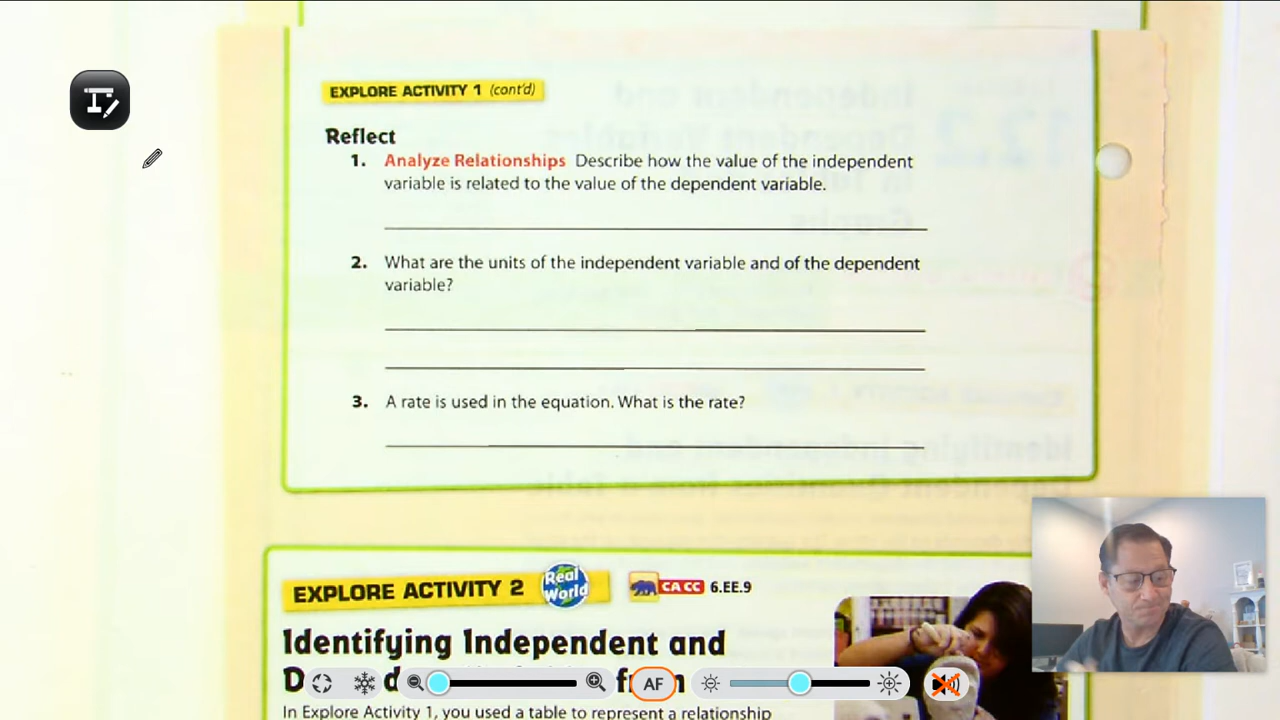 EXPLORE ACTIVITY 1 (cont'd)
Reflect
1. Analyze Relationships Describe how the value of the independent
variable is related to the value of the dependent variable.
2. What are the units of the independent variable and of the dependent
variable?
3. A rate is used in the equation. What is the rate?
EXPLORE ACTIVITY 2 Real World CA CC 6.EE.9
Identifying Independent and
AF
In Explore Activity 1, you used a table to represent a relationship